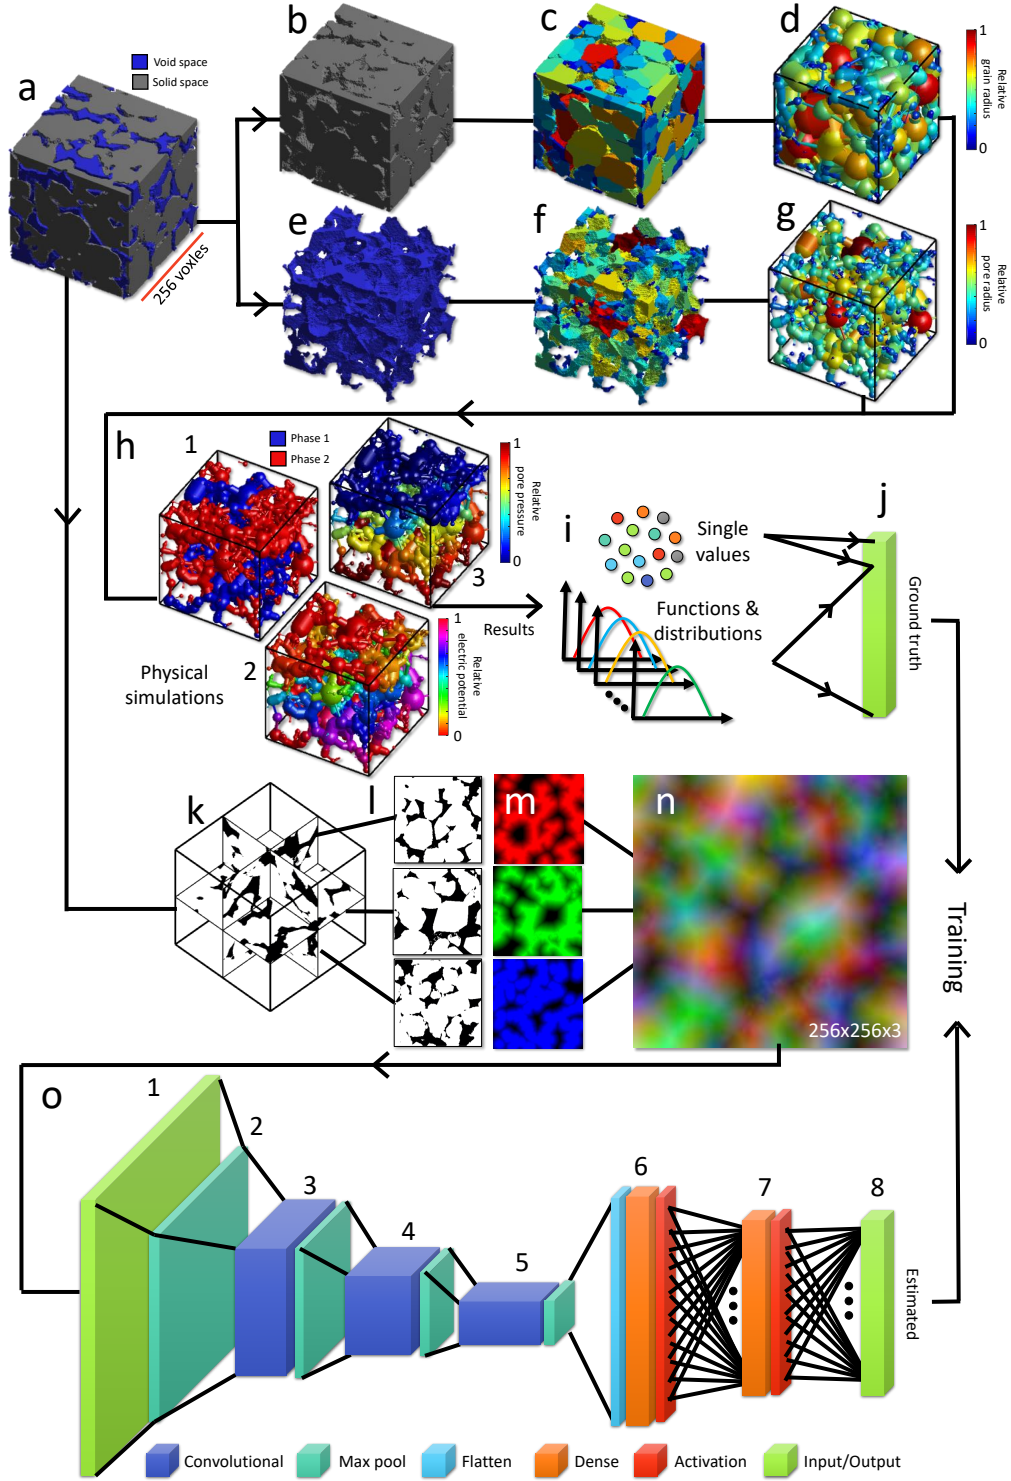 a
Void space
Solid space
256 voxles
b
c
d
1
Relative
grain radius
0
e
f
g
1
Relative
pore radius
0
h
1
Phase 1
Phase 2
1
Relative
pore pressure
0
3
2
1
Relative
electric potential
0
Physical
simulations
Results
i
Single
values
Functions &
distributions
j
Ground truth
k
l
m
n
256x256x3
Training
o
1
2
3
4
5
6
7
8
Estimated
Convolutional
Max pool
Flatten
Dense
Activation
Input/Output